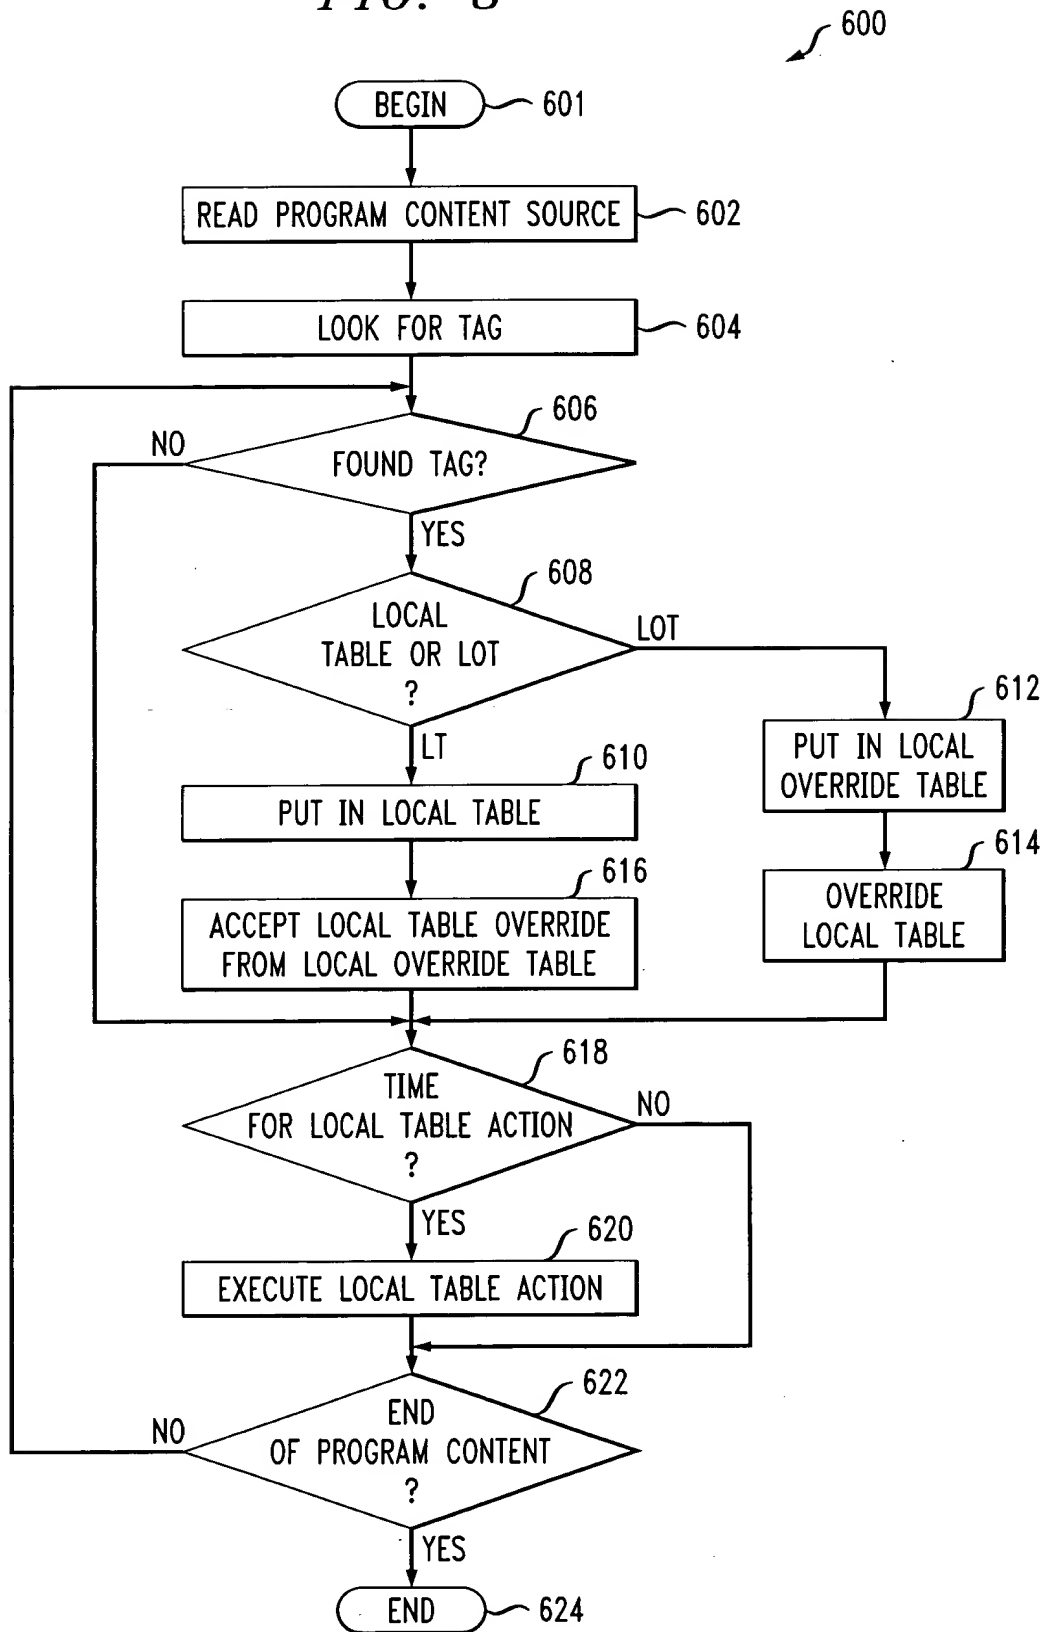 FIG.
600
BEGIN
601
READ PROGRAM CONTENT SOURCE
602
LOOK FOR TAG
604
606
NO
FOUND TAG?
YES
608
LOCAL
TABLE OR LOT
?
LOT
LT
612
PUT IN LOCAL
OVERRIDE TABLE
610
PUT IN LOCAL TABLE
614
OVERRIDE
LOCAL TABLE
616
ACCEPT LOCAL TABLE OVERRIDE
FROM LOCAL OVERRIDE TABLE
618
TIME
FOR LOCAL TABLE ACTION
?
NO
YES
620
EXECUTE LOCAL TABLE ACTION
622
END
OF PROGRAM CONTENT
?
NO
YES
END
624